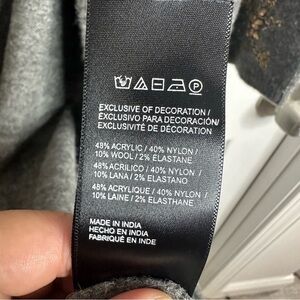 EXCLUSIVE OF DECORATION /
EXCLUSIVO PARA DECORACIÓN /
EXCLUSIVITÉ DE DÉCORATION
48% ACRYLIC / 40% NYLON /
10% WOOL / 2% ELASTANE
48% ACRILICO / 40% NYLON /
10% LANA / 2% ELASTANO
48% ACRYLIQUE / 40% NYLON /
10% LAINE / 2% ELASTHANE
MADE IN INDIA
HECHO EN INDIA
FABRIQUÉ EN INDE